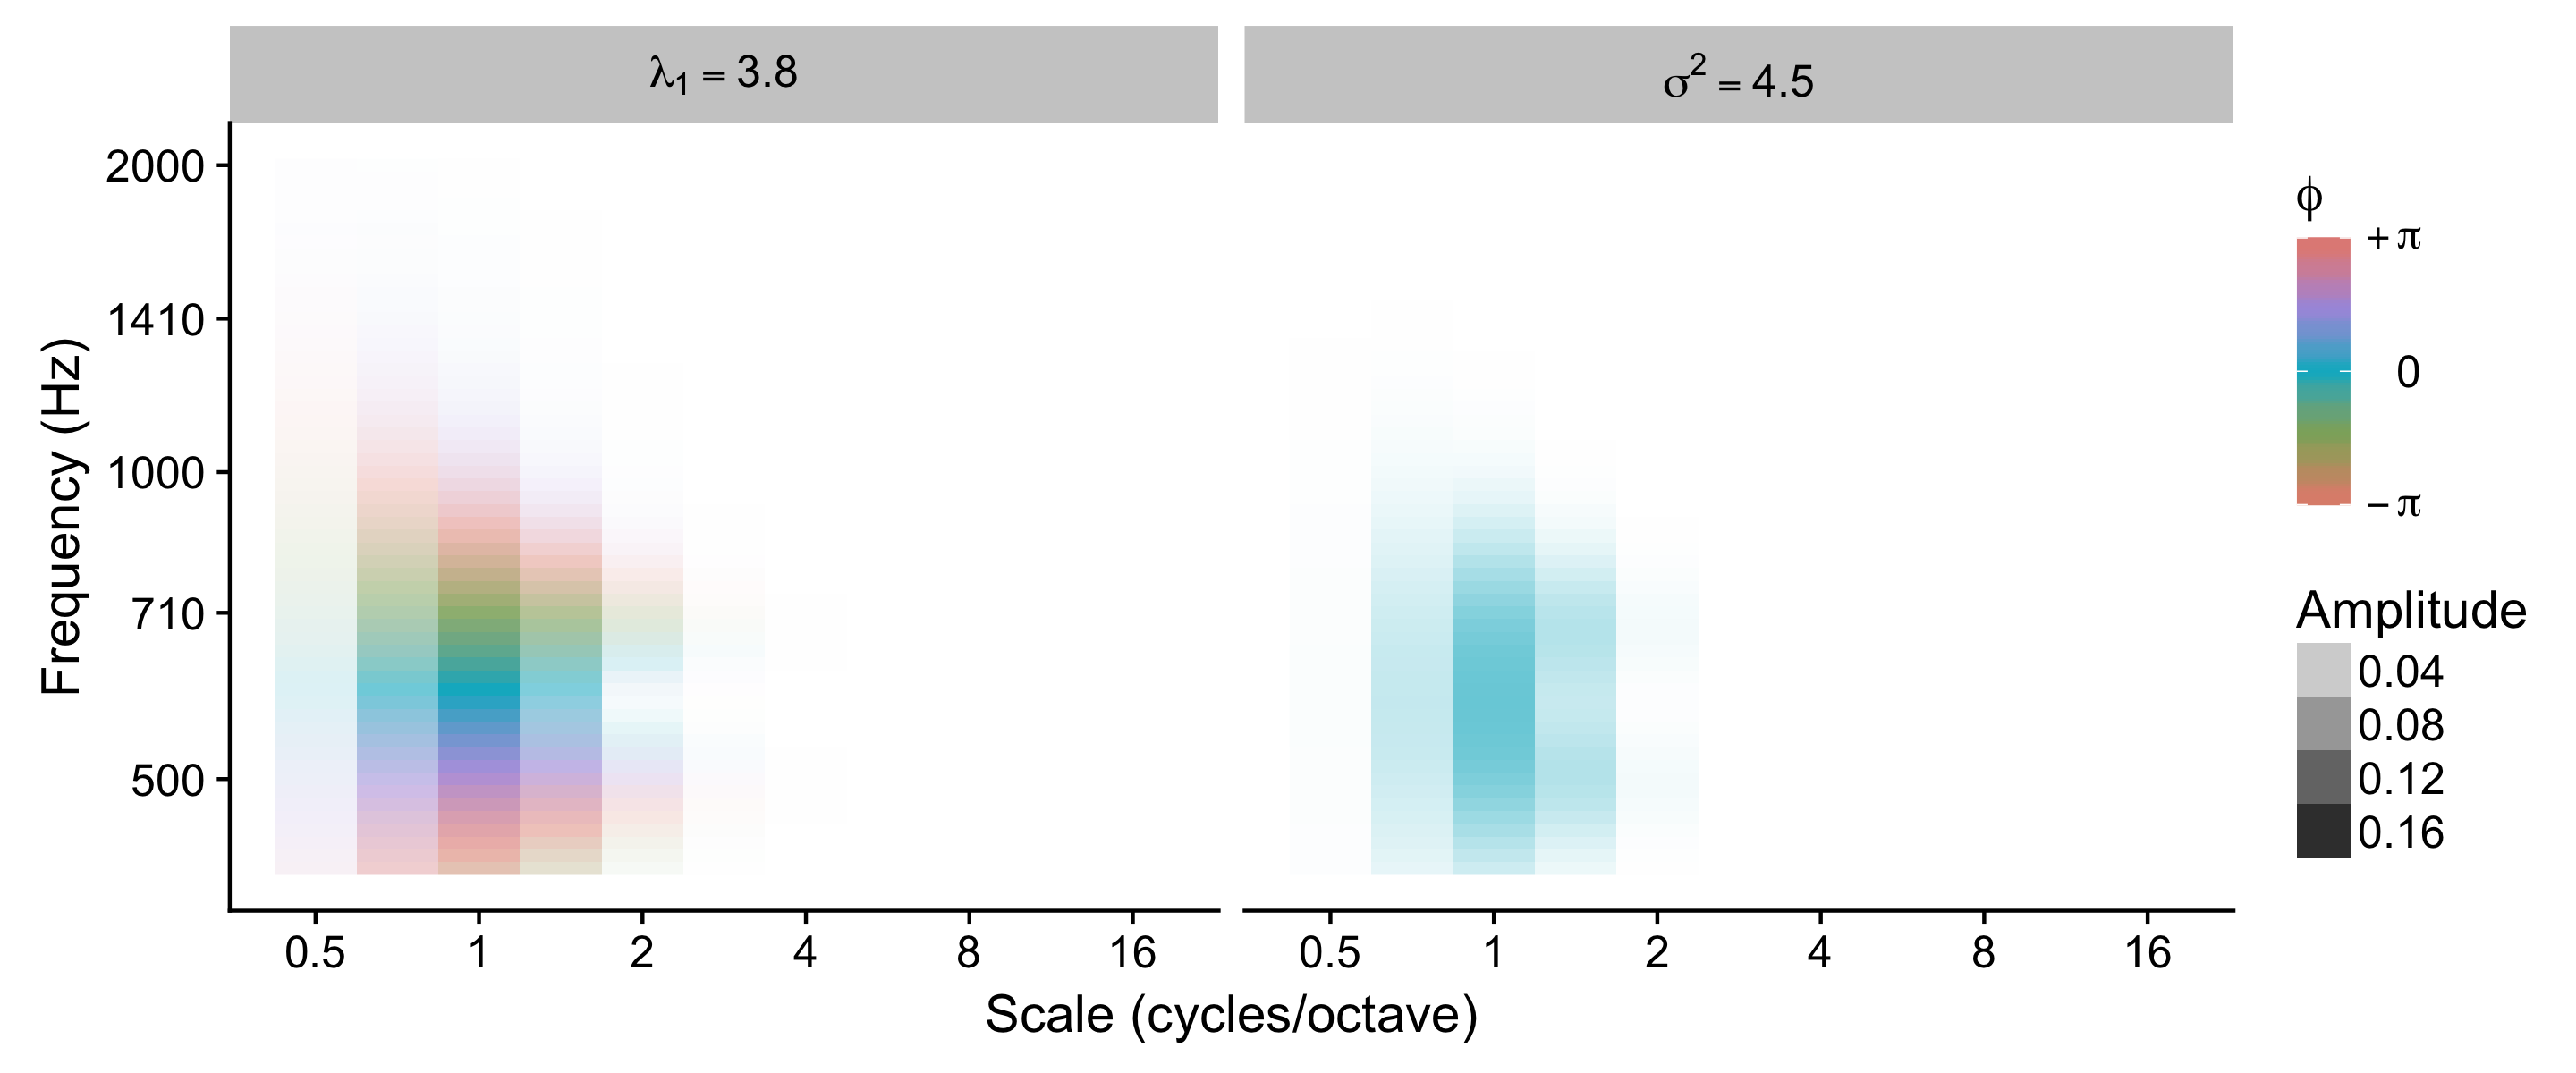 λ₁ = 3.8
σ² = 4.5
Frequency (Hz)
2000
1410
1000
710
500
0.5 1 2 4 8 16
0.5 1 2 4 8 16
Scale (cycles/octave)
ϕ
+π
0
−π
Amplitude
0.04
0.08
0.12
0.16